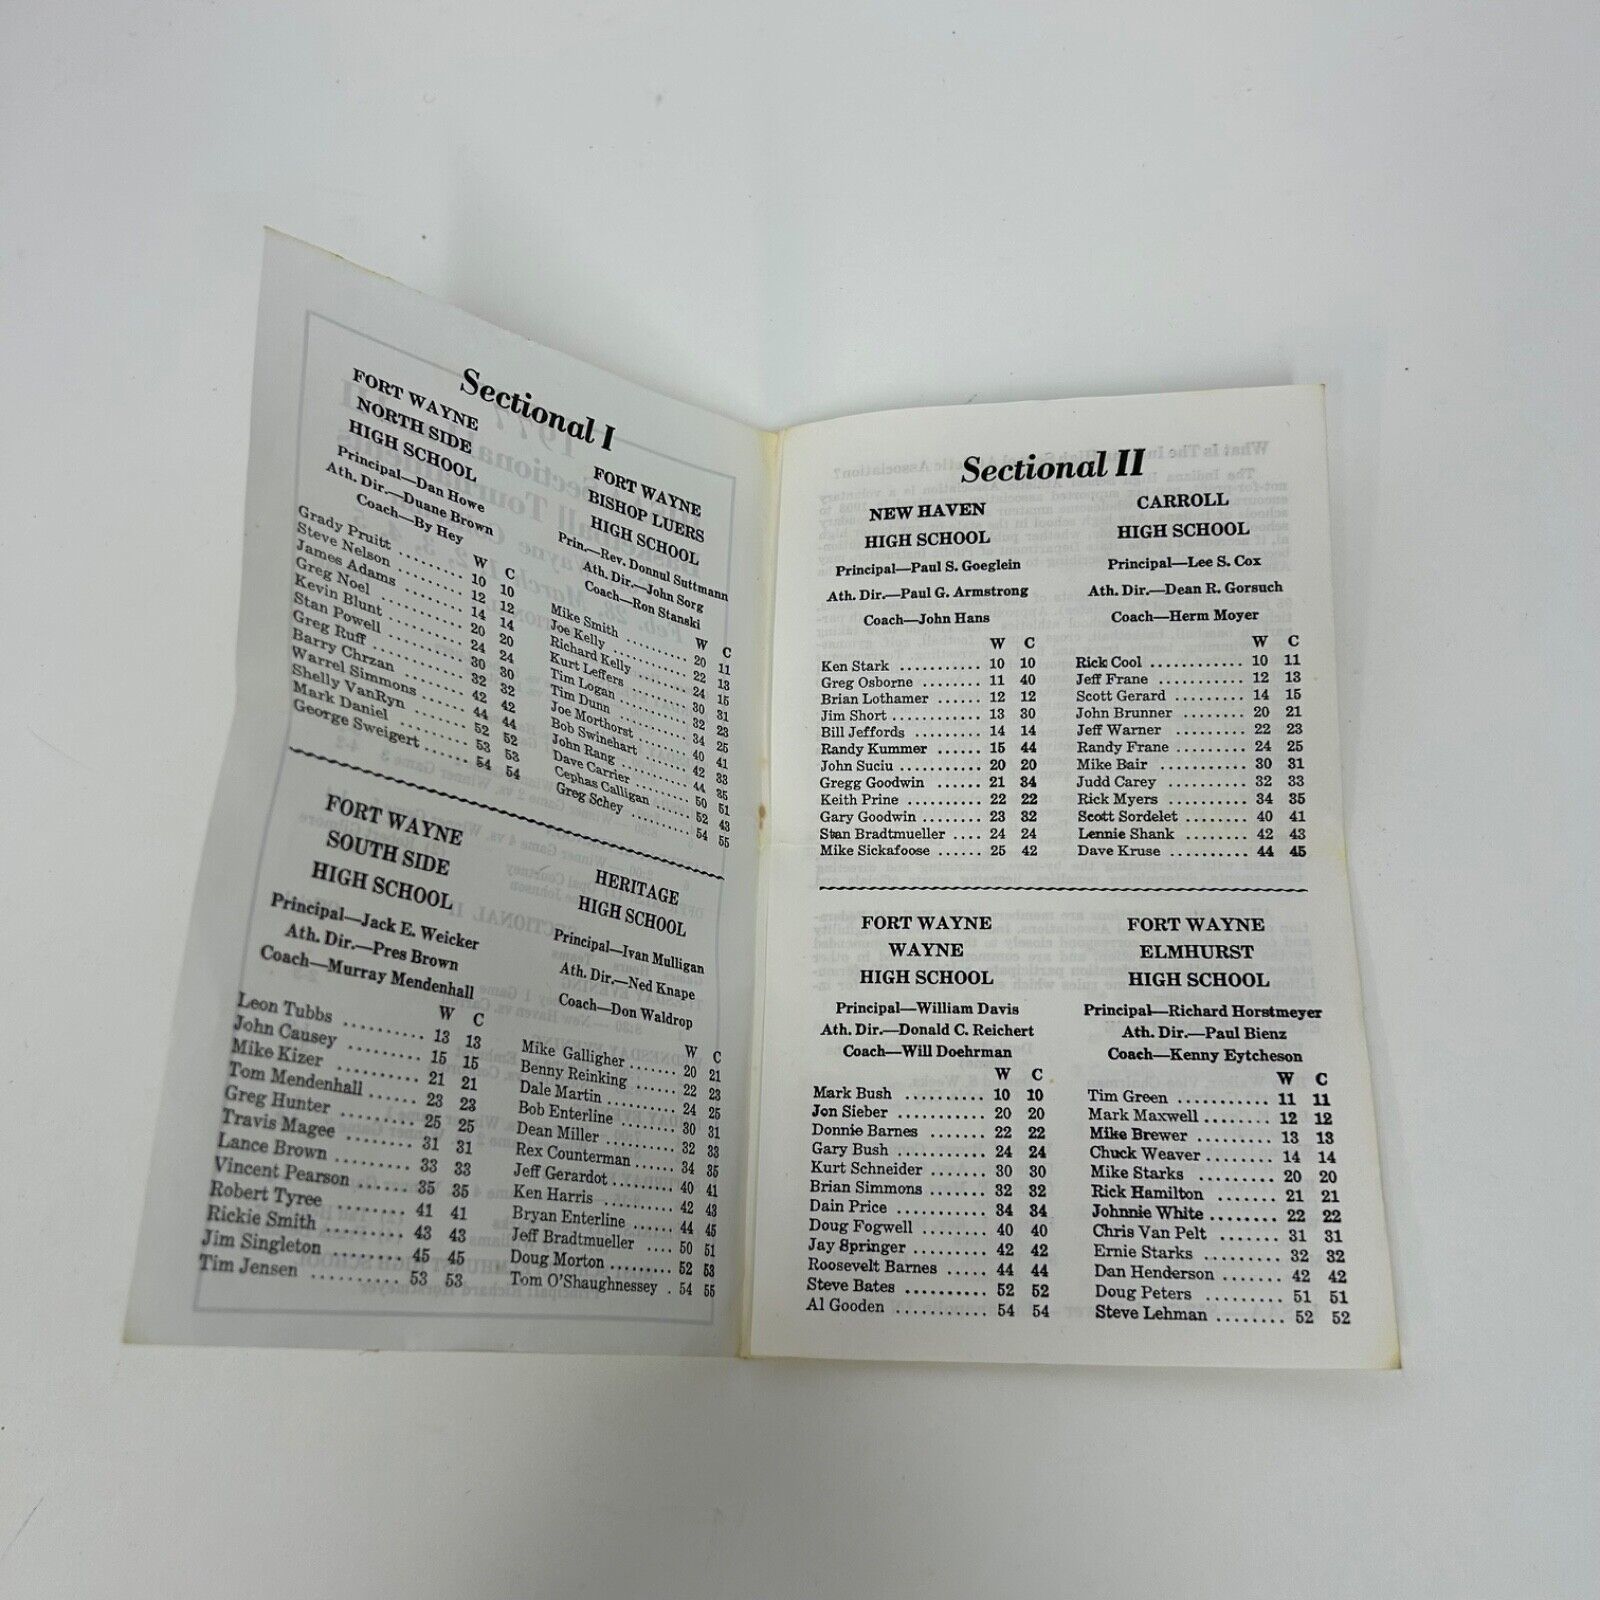 Sectional I
FORT WAYNE
NORTH SIDE
HIGH SCHOOL
Principal—Dan Howe
Ath. Dir.—Duane Brown
Coach—By Hey
W C
Grady Pruitt ........ 10 10
Steve Nelson ........ 12 12
James Adams ........ 14 14
Greg Noel ........ 20 20
Kevin Blunt ........ 24 24
Stan Powell ........ 30 30
Greg Ruff ........ 32 32
Barry Chrzan ........ 42 42
Warrel Simmons ...... 44 44
Shelly VanRyn ...... 52 52
Mark Daniel ........ 53 53
George Sweigert ...... 54 54
FORT WAYNE
BISHOP LUERS
HIGH SCHOOL
Prin.—Rev. Donnul Suttmann
Ath. Dir.—John Sorg
Coach—Ron Stanski
W C
Mike Smith ........ 20 11
Joe Kelly ........ 22 13
Richard Kelly ........ 24 15
Kurt Leffers ........ 30 31
Tim Logan ........ 32 23
Tim Dunn ........ 34 25
Joe Morthorst ........ 40 41
Bob Swinehart ........ 42 33
John Rang ........ 44 35
Dave Carrier ........ 50 51
Cephas Calligan ...... 52 43
Greg Schey ........ 54 55
FORT WAYNE
SOUTH SIDE
HIGH SCHOOL
Principal—Jack E. Weicker
Ath. Dir.—Pres Brown
Coach—Murray Mendenhall
W C
Leon Tubbs ......... 13 13
John Causey ......... 15 15
Mike Kizer .......... 21 21
Tom Mendenhall ...... 23 23
Greg Hunter ......... 25 25
Travis Magee ........ 31 31
Lance Brown ......... 33 33
Vincent Pearson ...... 35 35
Robert Tyree ........ 41 41
Rickie Smith ........ 43 43
Jim Singleton ....... 45 45
Tim Jensen .......... 53 53
HERITAGE
HIGH SCHOOL
Principal—Ivan Mulligan
Ath. Dir.—Ned Knape
Coach—Don Waldrop
W C
Mike Galligher ...... 20 21
Benny Reinking ...... 22 23
Dale Martin ......... 24 25
Bob Enterline ....... 30 31
Dean Miller ......... 32 33
Rex Counterman ...... 34 35
Jeff Gerardot ....... 40 41
Ken Harris .......... 42 43
Bryan Enterline ..... 44 45
Jeff Bradtmueller .... 50 51
Doug Morton ......... 52 53
Tom O'Shaughnessey . 54 55
Sectional II
NEW HAVEN
HIGH SCHOOL
Principal—Paul S. Goeglein
Ath. Dir.—Paul G. Armstrong
Coach—John Hans
W C
Ken Stark ........... 10 10
Greg Osborne ........ 11 40
Brian Lothamer ...... 12 12
Jim Short ............ 13 30
Bill Jeffords ........ 14 14
Randy Kummer ...... 15 44
John Suciu ........... 20 20
Gregg Goodwin ...... 21 34
Keith Prine .......... 22 22
Gary Goodwin ....... 23 32
Stan Bradtmueller .... 24 24
Mike Sickafoose ...... 25 42
CARROLL
HIGH SCHOOL
Principal—Lee S. Cox
Ath. Dir.—Dean R. Gorsuch
Coach—Herm Moyer
W C
Rick Cool ............ 10 11
Jeff Frane ........... 12 13
Scott Gerard ......... 14 15
John Brunner ........ 20 21
Jeff Warner .......... 22 23
Randy Frane ......... 24 25
Mike Bair ............ 30 31
Judd Carey .......... 32 33
Rick Myers .......... 34 35
Scott Sordelet ........ 40 41
Lennie Shank ........ 42 43
Dave Kruse .......... 44 45
FORT WAYNE
WAYNE
HIGH SCHOOL
Principal—William Davis
Ath. Dir.—Donald C. Reichert
Coach—Will Doehrman
W C
Mark Bush .......... 10 10
Jon Sieber ........... 20 20
Donnie Barnes ....... 22 22
Gary Bush ........... 24 24
Kurt Schneider ....... 30 30
Brian Simmons ....... 32 32
Dain Price ........... 34 34
Doug Fogwell ........ 40 40
Jay Springer ......... 42 42
Roosevelt Barnes ..... 44 44
Steve Bates .......... 52 52
Al Gooden ........... 54 54
FORT WAYNE
ELMHURST
HIGH SCHOOL
Principal—Richard Horstmeyer
Ath. Dir.—Paul Bienz
Coach—Kenny Eytcheson
W C
Tim Green ........... 11 11
Mark Maxwell ........ 12 12
Mike Brewer ......... 13 13
Chuck Weaver ........ 14 14
Mike Starks ......... 20 20
Rick Hamilton ....... 21 21
Johnnie White ........ 22 22
Chris Van Pelt ....... 31 31
Ernie Starks ......... 32 32
Dan Henderson ....... 42 42
Doug Peters ......... 51 51
Steve Lehman ........ 52 52